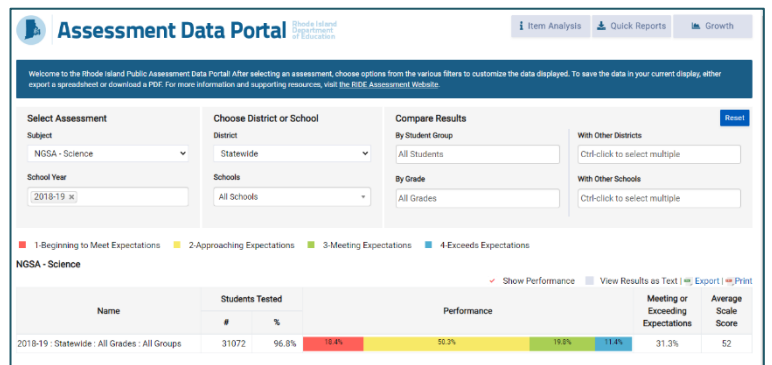 Assessment Data Portal
Rhode Island
Department
of Education
Item Analysis
Quick Reports
Growth
Welcome to the Rhode Island Public Assessment Data Portal! After selecting an assessment, choose options from the various filters to customize the data displayed. To save the data in your current display, either
export a spreadsheet or download a PDF. For more information and supporting resources, visit the RIDE Assessment Website.
Select Assessment
Subject
NGSA - Science
School Year
2018-19 ×
Choose District or School
District
Statewide
Schools
All Schools
Compare Results
Reset
By Student Group
All Students
By Grade
All Grades
With Other Districts
Ctrl-click to select multiple
With Other Schools
Ctrl-click to select multiple
1-Beginning to Meet Expectations 2-Approaching Expectations 3-Meeting Expectations 4-Exceeds Expectations
NGSA - Science
Show Performance View Results as Text | Export | Print
Name
Students Tested
#
%
Performance
Meeting or
Exceeding
Expectations
Average
Scale
Score
2018-19 : Statewide : All Grades : All Groups 31072 96.8% 18.4% 50.3% 19.8% 11.4% 31.3% 52